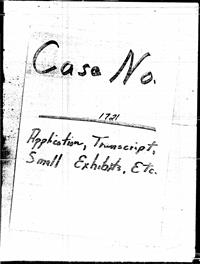 Case No.
1721
Application, Transcript,
Small Exhibits, Etc.